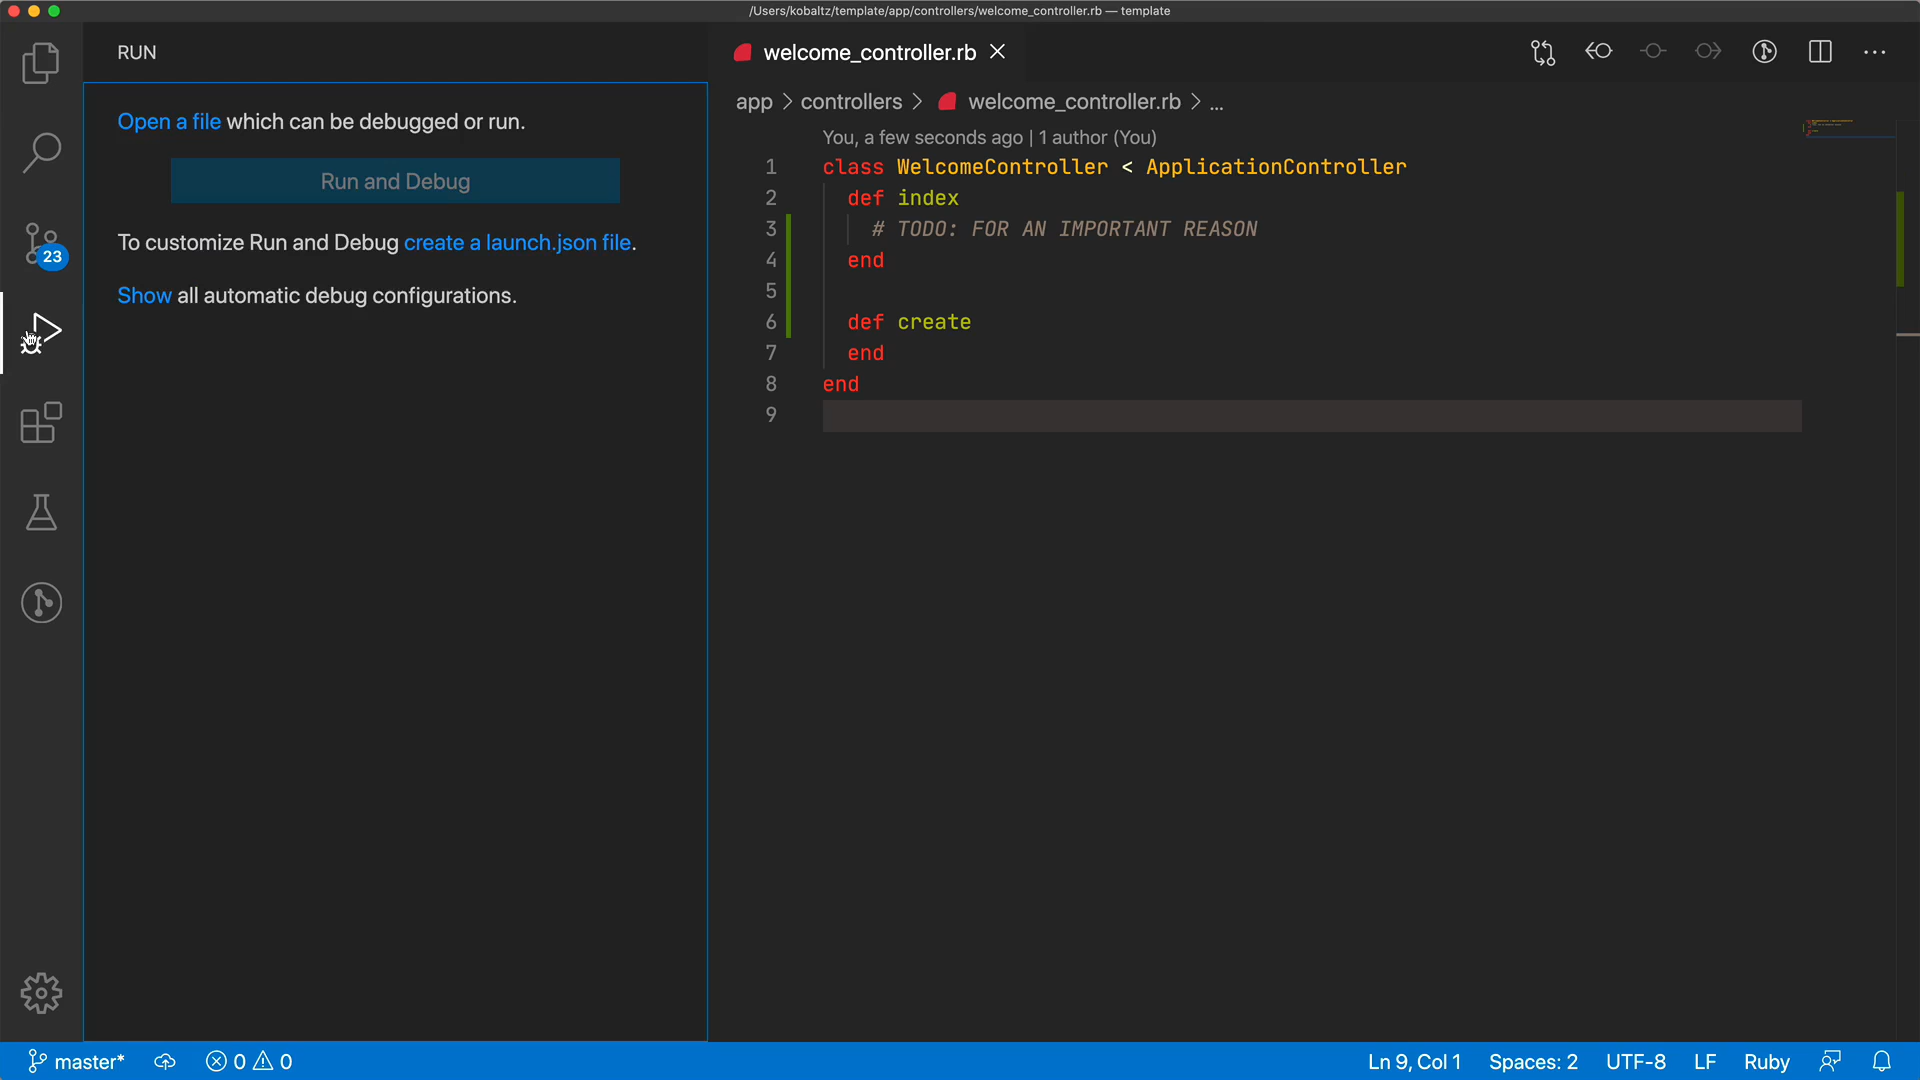 /Users/kobaltz/template/app/controllers/welcome_controller.rb — template
RUN
Open a file which can be debugged or run.
Run and Debug
To customize Run and Debug create a launch.json file.
Show all automatic debug configurations.
23
welcome_controller.rb
app > controllers > welcome_controller.rb > ...
You, a few seconds ago | 1 author (You)
1 class WelcomeController < ApplicationController
2 def index
3 # TODO: FOR AN IMPORTANT REASON
4 end
5
6 def create
7 end
8 end
9
master* 0 0 Ln 9, Col 1 Spaces: 2 UTF-8 LF Ruby